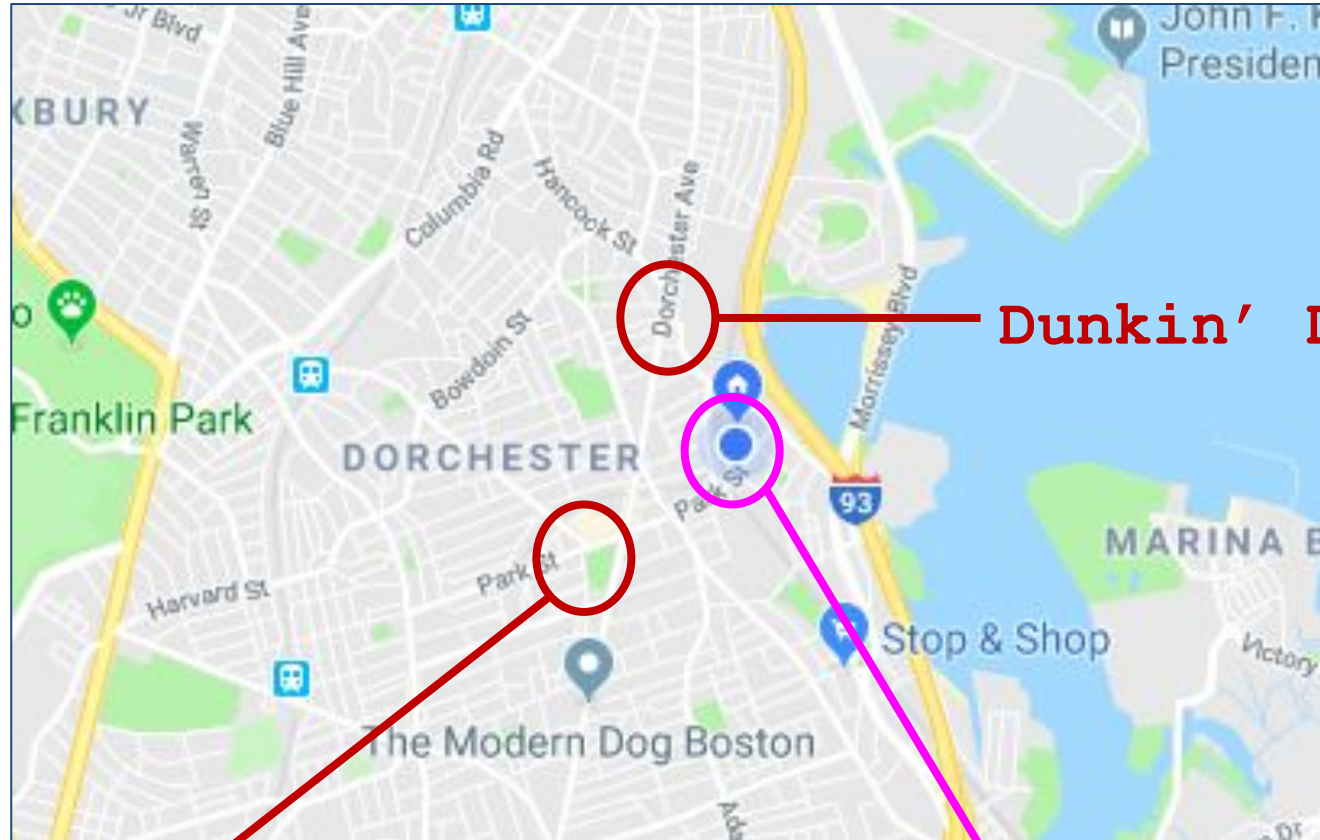 Jr Blvd
John F.
Presiden
Blue Hill Ave
XBURY
Warren St
Columbia Rd
Hancock St
Dorchester Ave
Morrissey Blvd
Dunkin’
Bowdoin St
Franklin Park
DORCHESTER
Park St
93
MARINA
Park St
Harvard St
Stop & Shop
Victory
The Modern Dog Boston
Ada
Dr